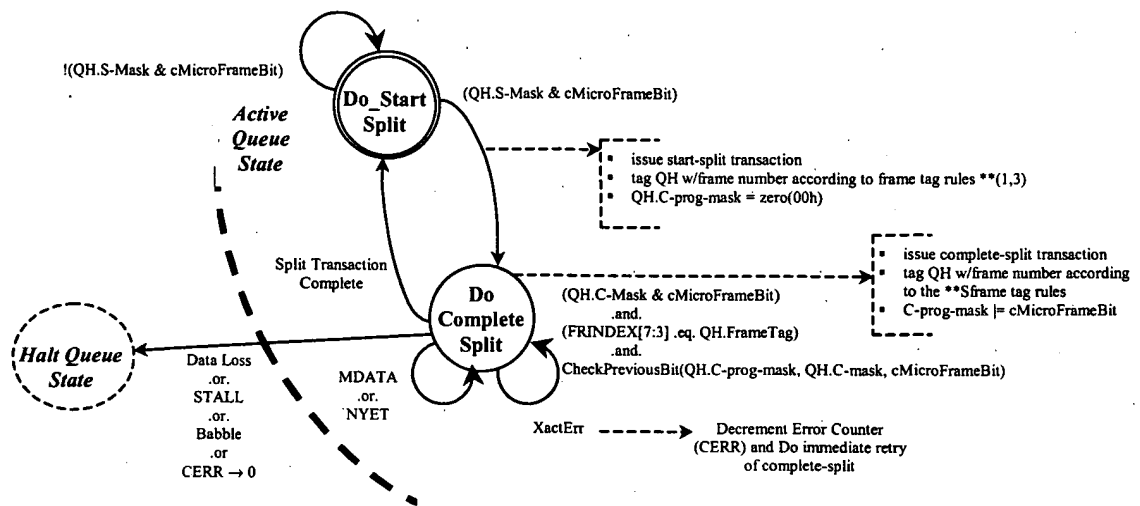 !(QH.S-Mask & cMicroFrameBit)
Do_Start
Split
(QH.S-Mask & cMicroFrameBit)
Active
Queue
State
▪ issue start-split transaction
▪ tag QH w/frame number according to frame tag rules **(1,3)
▪ QH.C-prog-mask = zero(00h)
Split Transaction
Complete
Do
Complete
Split
(QH.C-Mask & cMicroFrameBit)
.and.
(FRINDEX[7:3] .eq. QH.FrameTag)
.and.
CheckPreviousBit(QH.C-prog-mask, QH.C-mask, cMicroFrameBit)
▪ issue complete-split transaction
▪ tag QH w/frame number according
to the **Sframe tag rules
▪ C-prog-mask |= cMicroFrameBit
Halt Queue
State
Data Loss
.or.
STALL
.or.
Babble
.or
CERR → 0
MDATA
.or.
NYET
XactErr
Decrement Error Counter
(CERR) and Do immediate retry
of complete-split